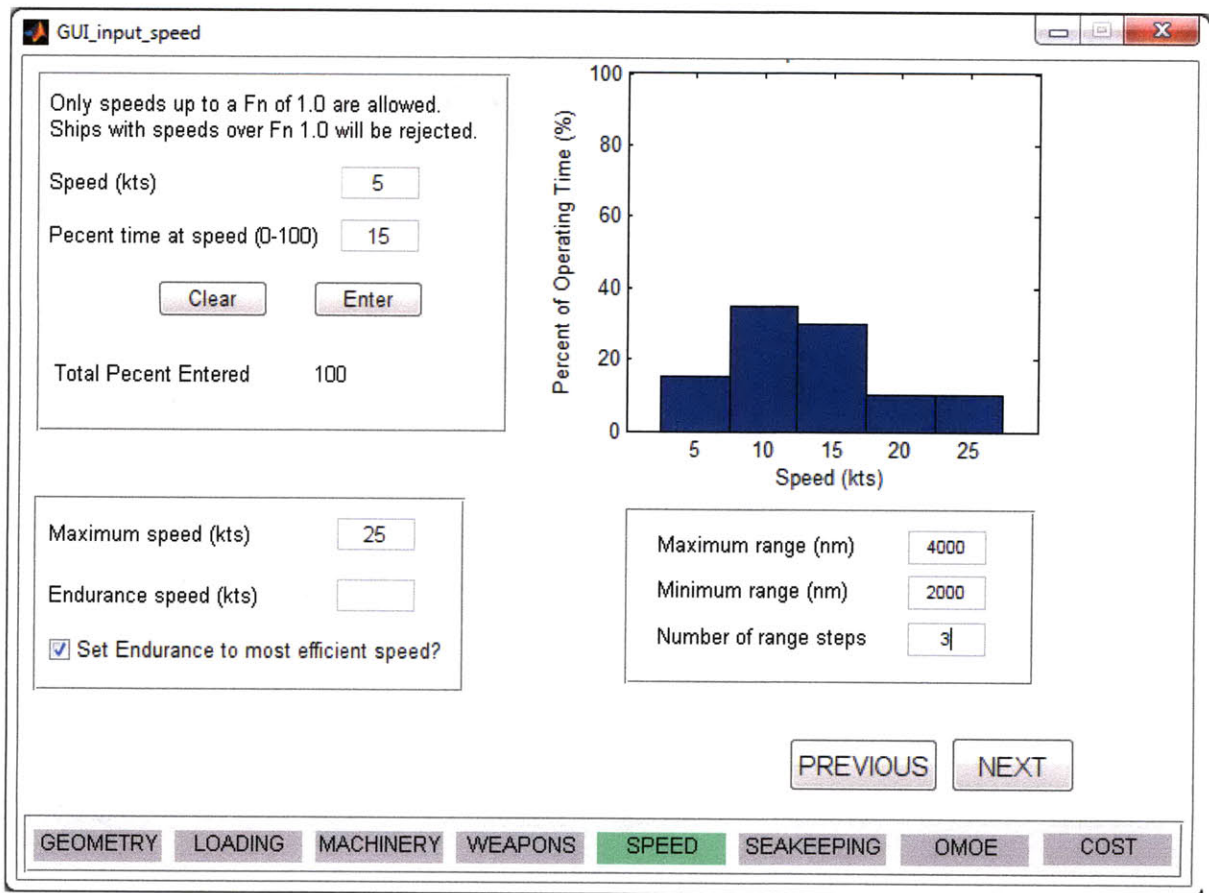 GUI_input_speed
Only speeds up to a Fn of 1.0 are allowed.
Ships with speeds over Fn 1.0 will be rejected.
Speed (kts) 5
Pecent time at speed (0-100) 15
Clear Enter
Total Pecent Entered 100
Percent of Operating Time (%)
100
80
60
40
20
0
5 10 15 20 25
Speed (kts)
Maximum speed (kts) 25
Endurance speed (kts)
Set Endurance to most efficient speed?
Maximum range (nm) 4000
Minimum range (nm) 2000
Number of range steps 3
PREVIOUS NEXT
GEOMETRY LOADING MACHINERY WEAPONS SPEED SEAKEEPING OMOE COST